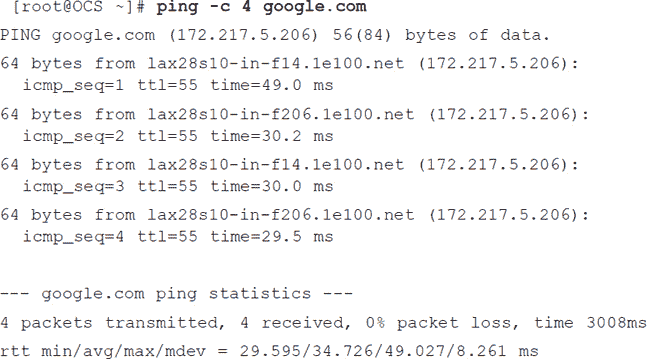 [root@OCS ~]# ping -c 4 google.com
PING google.com (172.217.5.206) 56(84) bytes of data.
64 bytes from lax28s10-in-f14.1e100.net (172.217.5.206):
icmp_seq=1 ttl=55 time=49.0 ms
64 bytes from lax28s10-in-f206.1e100.net (172.217.5.206):
icmp_seq=2 ttl=55 time=30.2 ms
64 bytes from lax28s10-in-f14.1e100.net (172.217.5.206):
icmp_seq=3 ttl=55 time=30.0 ms
64 bytes from lax28s10-in-f206.1e100.net (172.217.5.206):
icmp_seq=4 ttl=55 time=29.5 ms
--- google.com ping statistics ---
4 packets transmitted, 4 received, 0% packet loss, time 3008ms
rtt min/avg/max/mdev = 29.595/34.726/49.027/8.261 ms